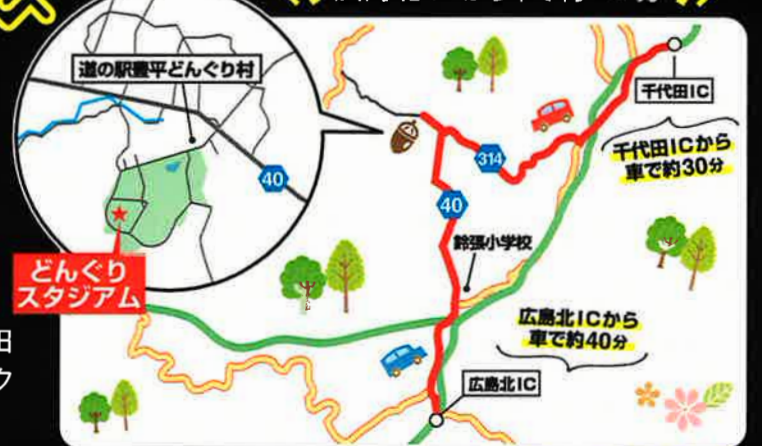 道の駅豊平どんぐり村
40
どんぐり
スタジアム
千代田IC
千代田ICから
車で約30分
314
40
鈴張小学校
広島北ICから
車で約40分
広島北IC
田
ク